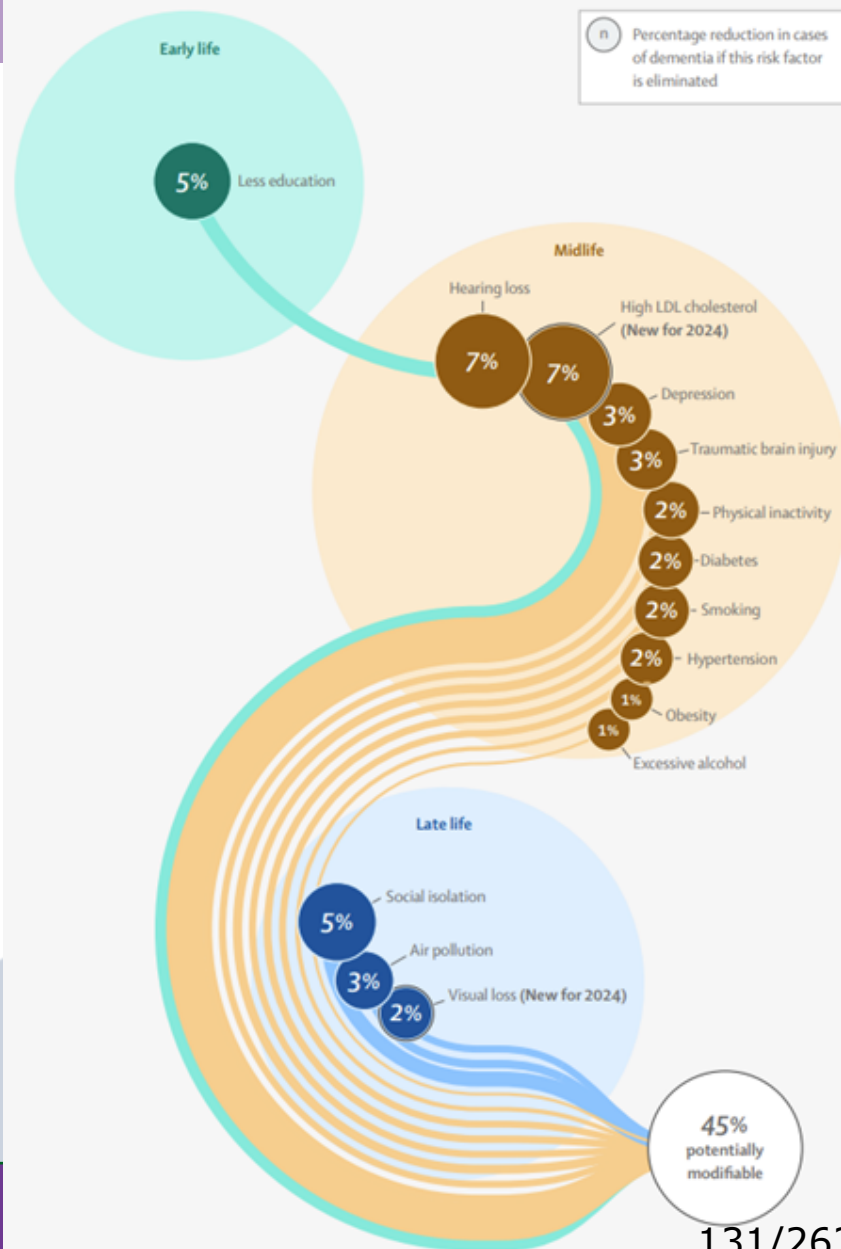 Early life
n
Percentage reduction in cases
of dementia if this risk factor
is eliminated
5%
Less education
Midlife
Hearing loss
7%
High LDL cholesterol
(New for 2024)
7%
Depression
3%
Traumatic brain injury
3%
Physical inactivity
2%
Diabetes
2%
Smoking
2%
Hypertension
2%
Obesity
1%
Excessive alcohol
1%
Late life
Social isolation
5%
Air pollution
3%
Visual loss (New for 2024)
2%
45%
potentially
modifiable